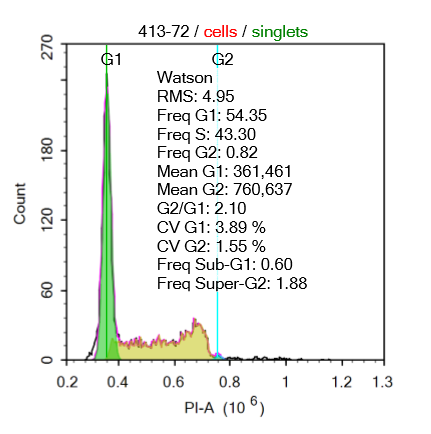 413-72 / cells / singlets
270
G1 G2
Watson
RMS: 4.95
Freq G1: 54.35
Freq S: 43.30
Freq G2: 0.82
Mean G1: 361,461
Mean G2: 760,637
G2/G1: 2.10
CV G1: 3.89 %
CV G2: 1.55 %
Freq Sub-G1: 0.60
Freq Super-G2: 1.88
180
120
60
0
Count
0.2 0.4 0.6 0.8 1 1.2 1.3
PI-A (10 6)